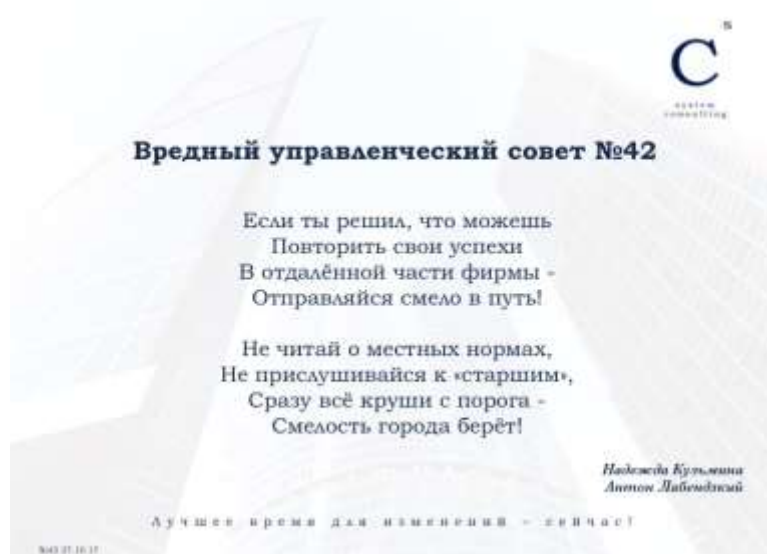 s
C
system
consulting
Вредный управленческий совет №42
Если ты решил, что можешь
Повторить свои успехи
В отдалённой части фирмы -
Отправляйся смело в путь!
Не читай о местных нормах,
Не прислушивайся к «старшим»,
Сразу всё круши с порога -
Смелость города берёт!
Надежда Кузьмина
Антон Лабендзкий
Лучшее время для изменений - сейчас!